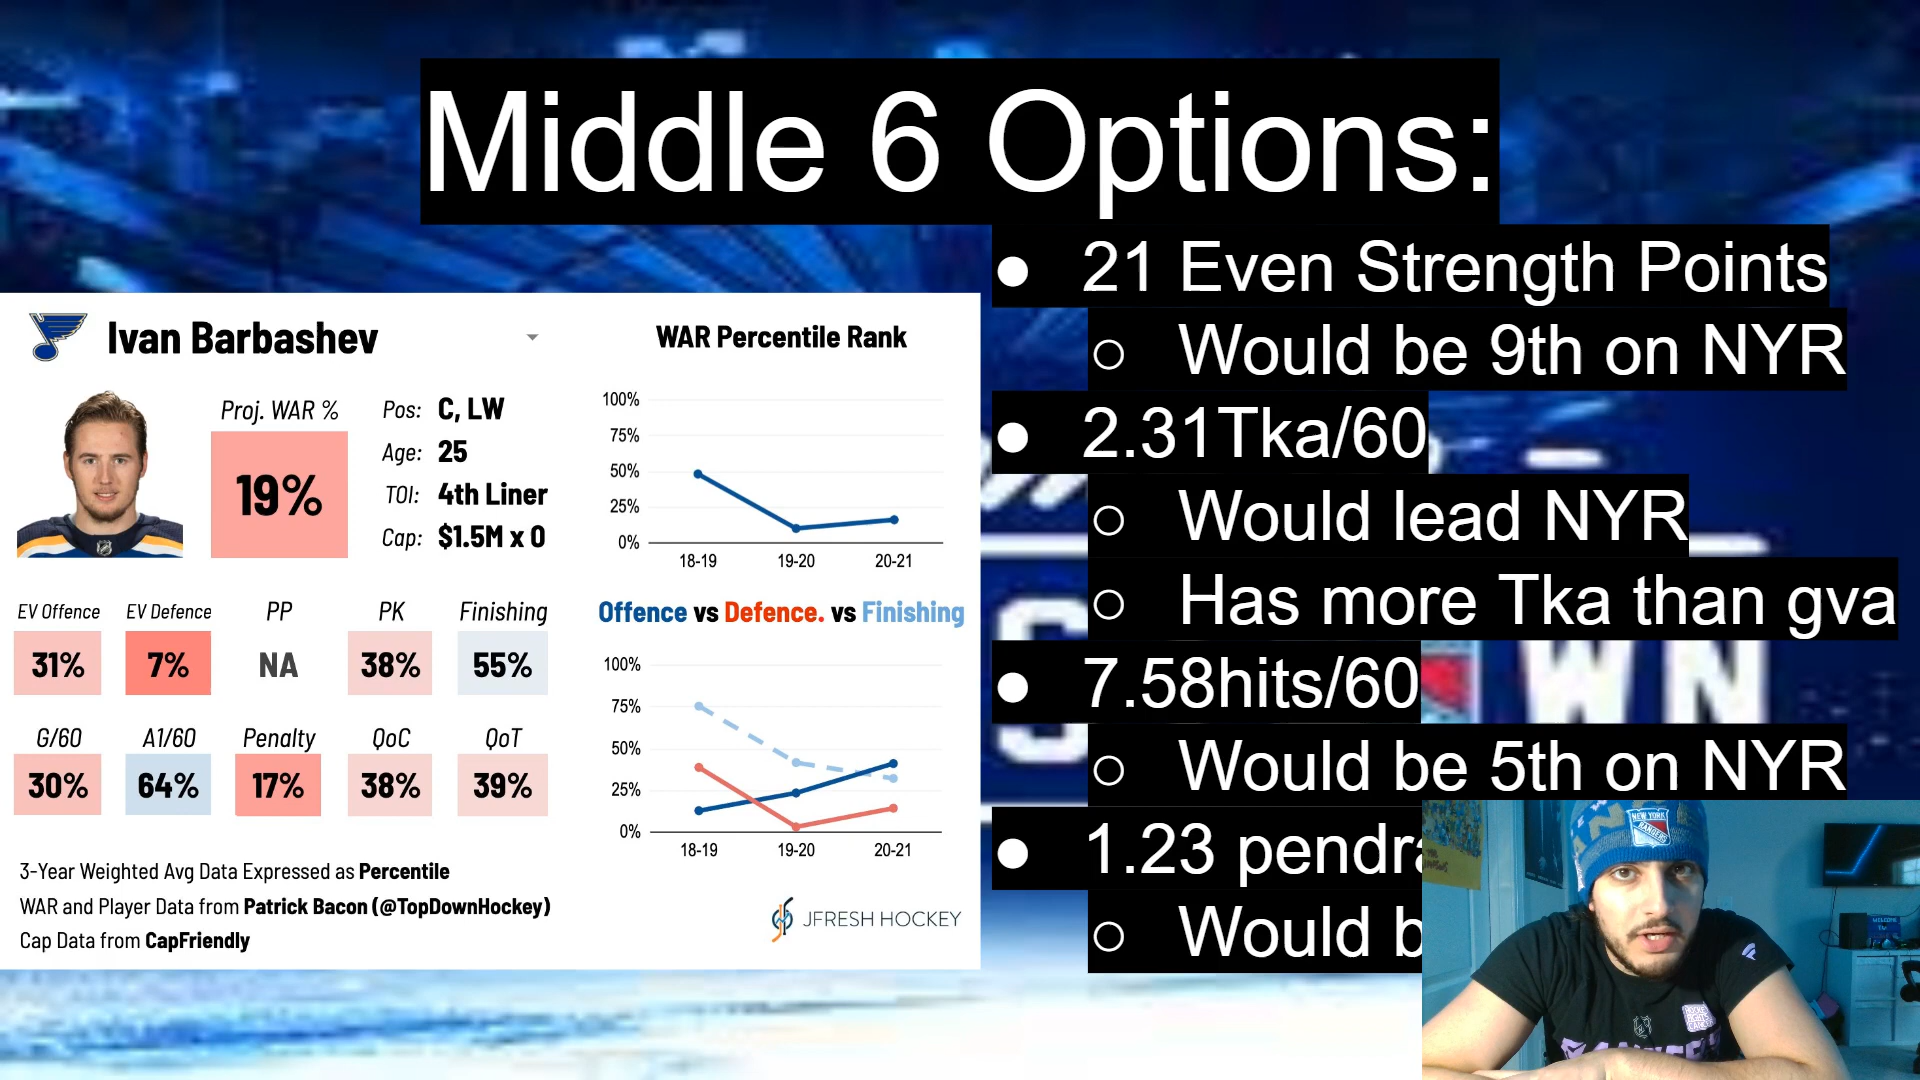 Middle 6 Options:
Ivan Barbashev
Proj. WAR %
19%
Pos: C, LW
Age: 25
TOI: 4th Liner
Cap: $1.5M x 0
EV Offence EV Defence PP PK Finishing
31% 7% NA 38% 55%
G/60 A1/60 Penalty QoC QoT
30% 64% 17% 38% 39%
3-Year Weighted Avg Data Expressed as Percentile
WAR and Player Data from Patrick Bacon (@TopDownHockey)
Cap Data from CapFriendly
WAR Percentile Rank
100%
75%
50%
25%
0%
18-19 19-20 20-21
Offence vs Defence. vs Finishing
100%
75%
50%
25%
0%
18-19 19-20 20-21
JFRESH HOCKEY
● 21 Even Strength Points
○ Would be 9th on NYR
● 2.31Tka/60
○ Would lead NYR
○ Has more Tka than gva
● 7.58hits/60
○ Would be 5th on NYR
● 1.23 pendra
○ Would b
WN
NEW YORK
RANGERS